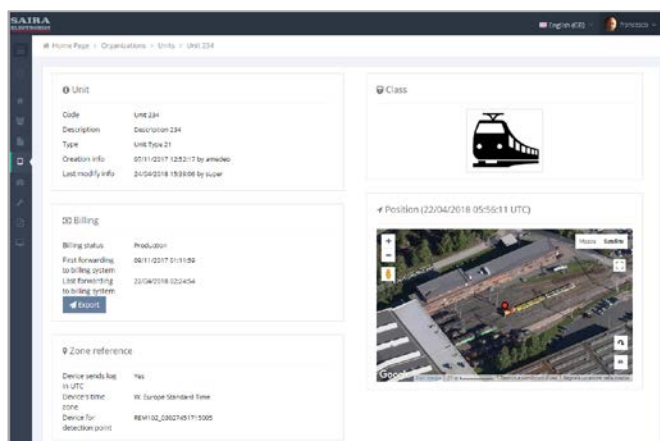 SAIRA
ELECTRONICS
English (GB)
Francesco
Home Page > Organizations > Units > Unit 234
Unit
Code Unit 234
Description Description 234
Type Unit Type 21
Creation info 07/11/2017 12:52:17 by amedeo
Last modify info 24/04/2018 15:38:06 by super
Billing
Billing status Production
First forwarding 09/11/2017 01:11:59
to billing system
Last forwarding 22/04/2018 02:24:54
to billing system
Export
Zone reference
Device sends log Yes
in UTC
Device's time W. Europe Standard Time
zone
Device for
detection point
Class
Position (22/04/2018 05:56:11 UTC)
Satellite
Google